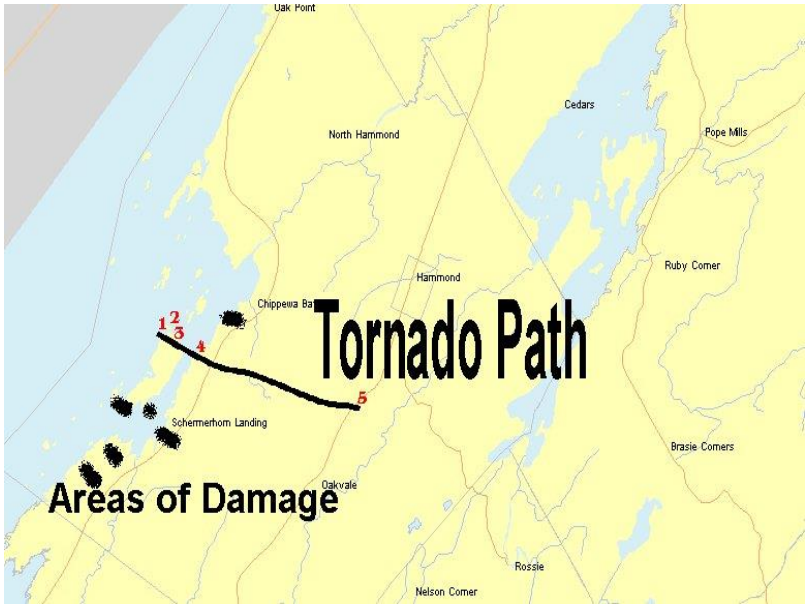 Oak Point
Cedars
Pope Mills
North Hammond
Ruby Corner
Hammond
Chippewa Ba
Tornado Path
1 2
3
4
5
Schermerhorn Landing
Brasie Corners
Oakvale
Areas of Damage
Rossie
Nelson Corner